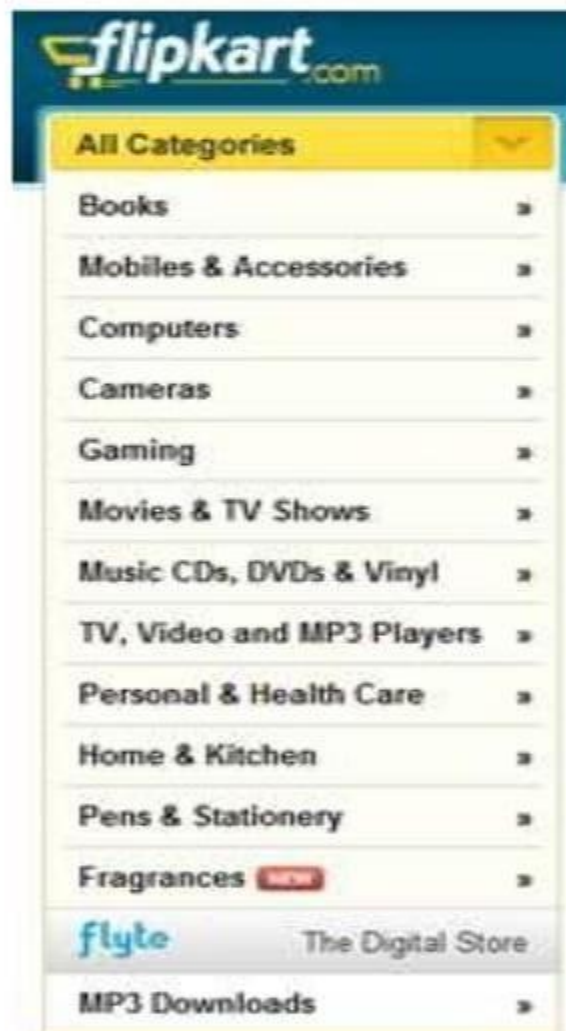 flipkart.com
All Categories
Books »
Mobiles & Accessories »
Computers »
Cameras »
Gaming »
Movies & TV Shows »
Music CDs, DVDs & Vinyl »
TV, Video and MP3 Players »
Personal & Health Care »
Home & Kitchen »
Pens & Stationery »
Fragrances NEW »
flyte The Digital Store
MP3 Downloads »